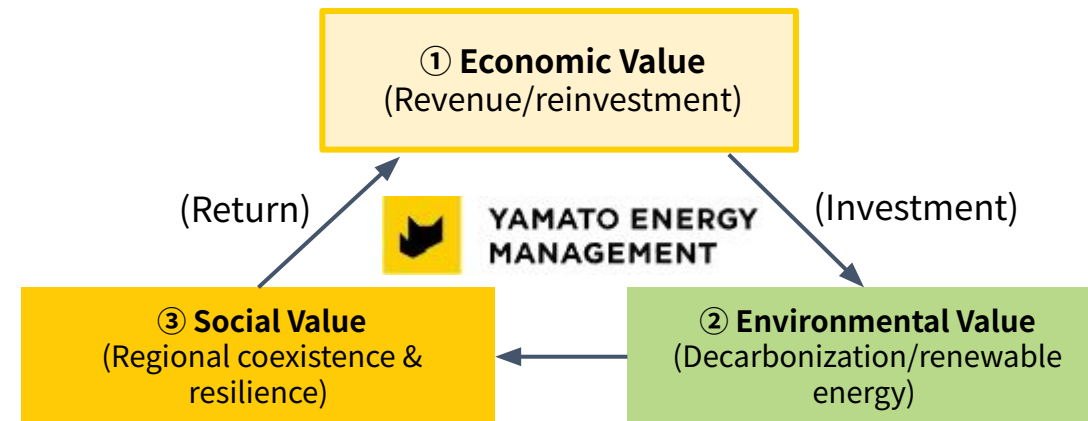 ① Economic Value
(Revenue/reinvestment)
(Return)
YAMATO ENERGY
MANAGEMENT
(Investment)
③ Social Value
(Regional coexistence &
resilience)
② Environmental Value
(Decarbonization/renewable
energy)